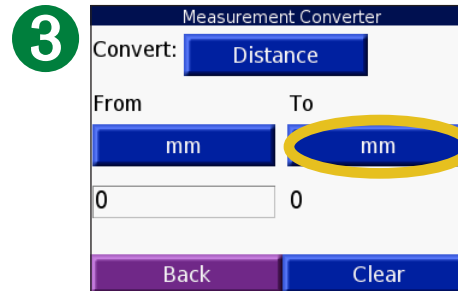 3
Measurement Converter
Convert: Distance
From To
mm mm
0 0
Back Clear